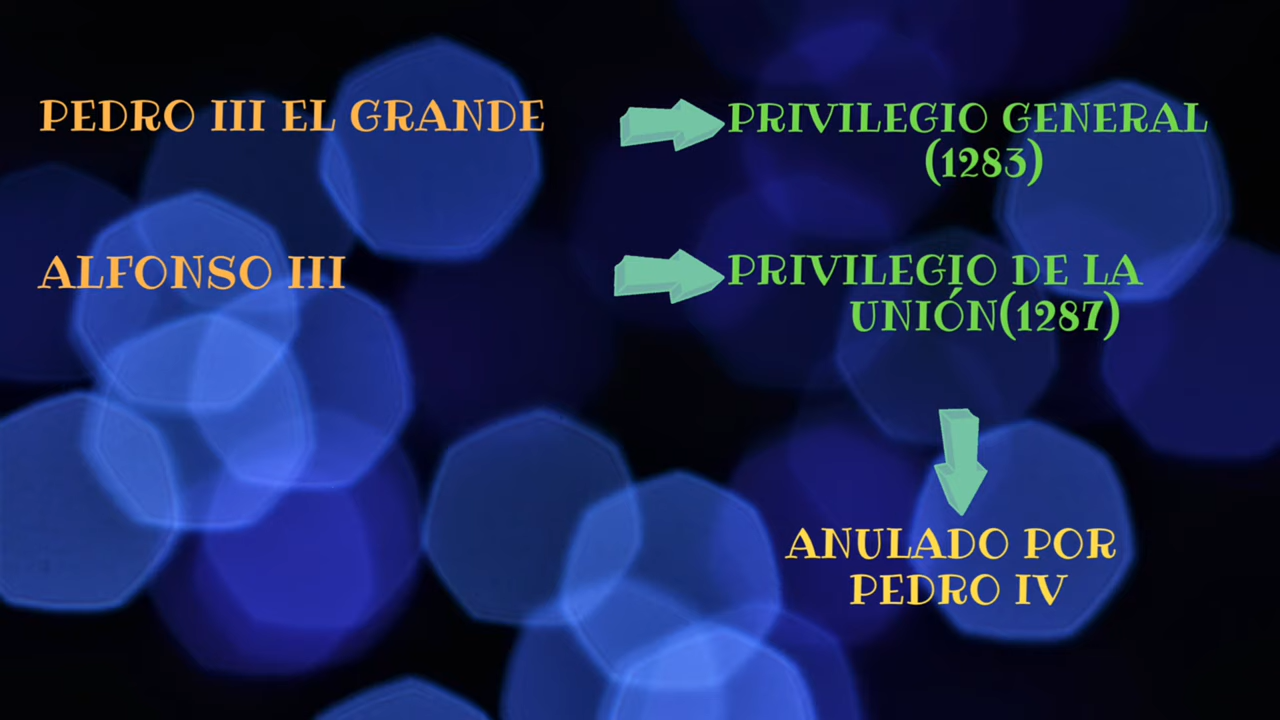 PEDRO III EL GRANDE
PRIVILEGIO GENERAL
(1283)
ALFONSO III
PRIVILEGIO DE LA
UNIÓN(1287)
ANULADO POR
PEDRO IV